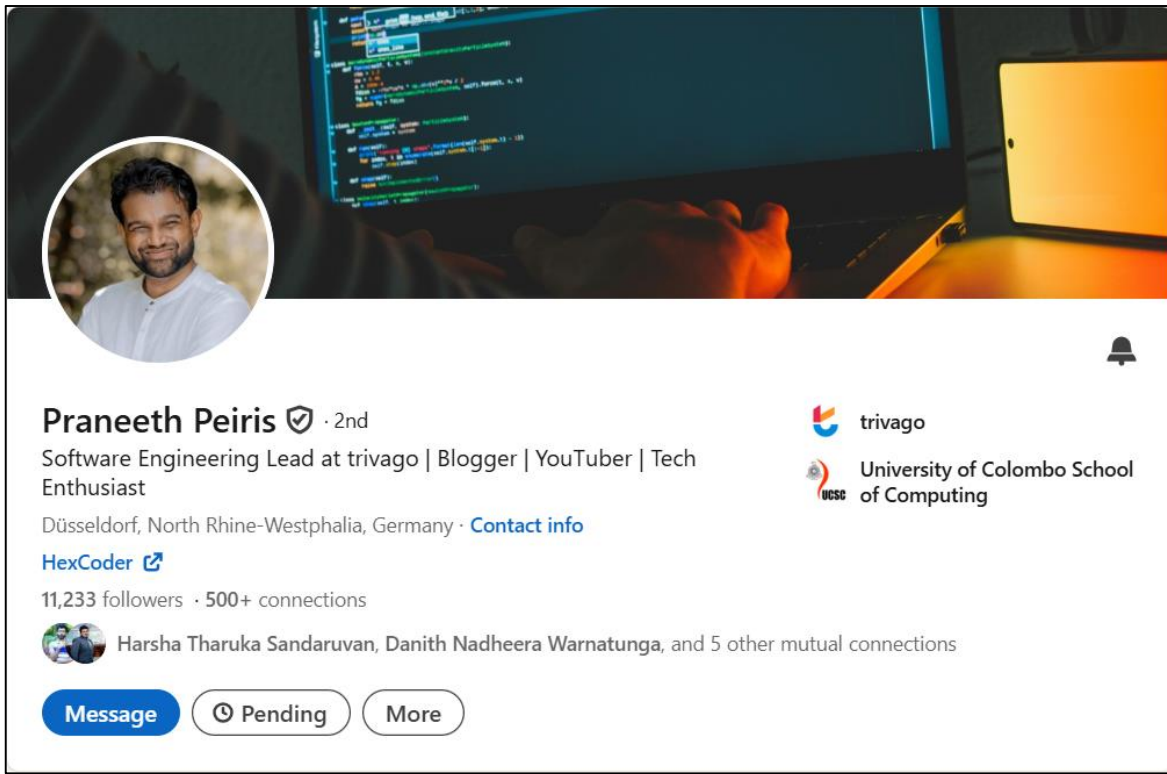 Praneeth Peiris · 2nd
Software Engineering Lead at trivago | Blogger | YouTuber | Tech
Enthusiast
Düsseldorf, North Rhine-Westphalia, Germany · Contact info
HexCoder
11,233 followers · 500+ connections
Harsha Tharuka Sandaruvan, Danith Nadheera Warnatunga, and 5 other mutual connections
Message
Pending
More
trivago
UCSC
University of Colombo School
of Computing